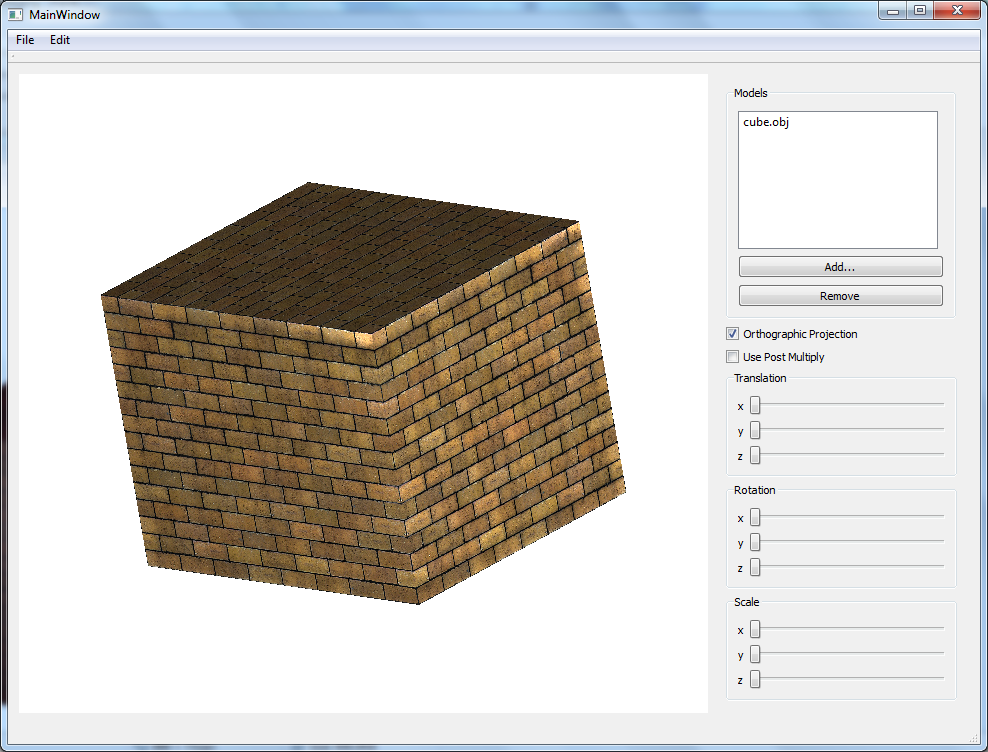 MainWindow
File Edit
Models
cube.obj
Add...
Remove
Orthographic Projection
Use Post Multiply
Translation
x
y
z
Rotation
x
y
z
Scale
x
y
z